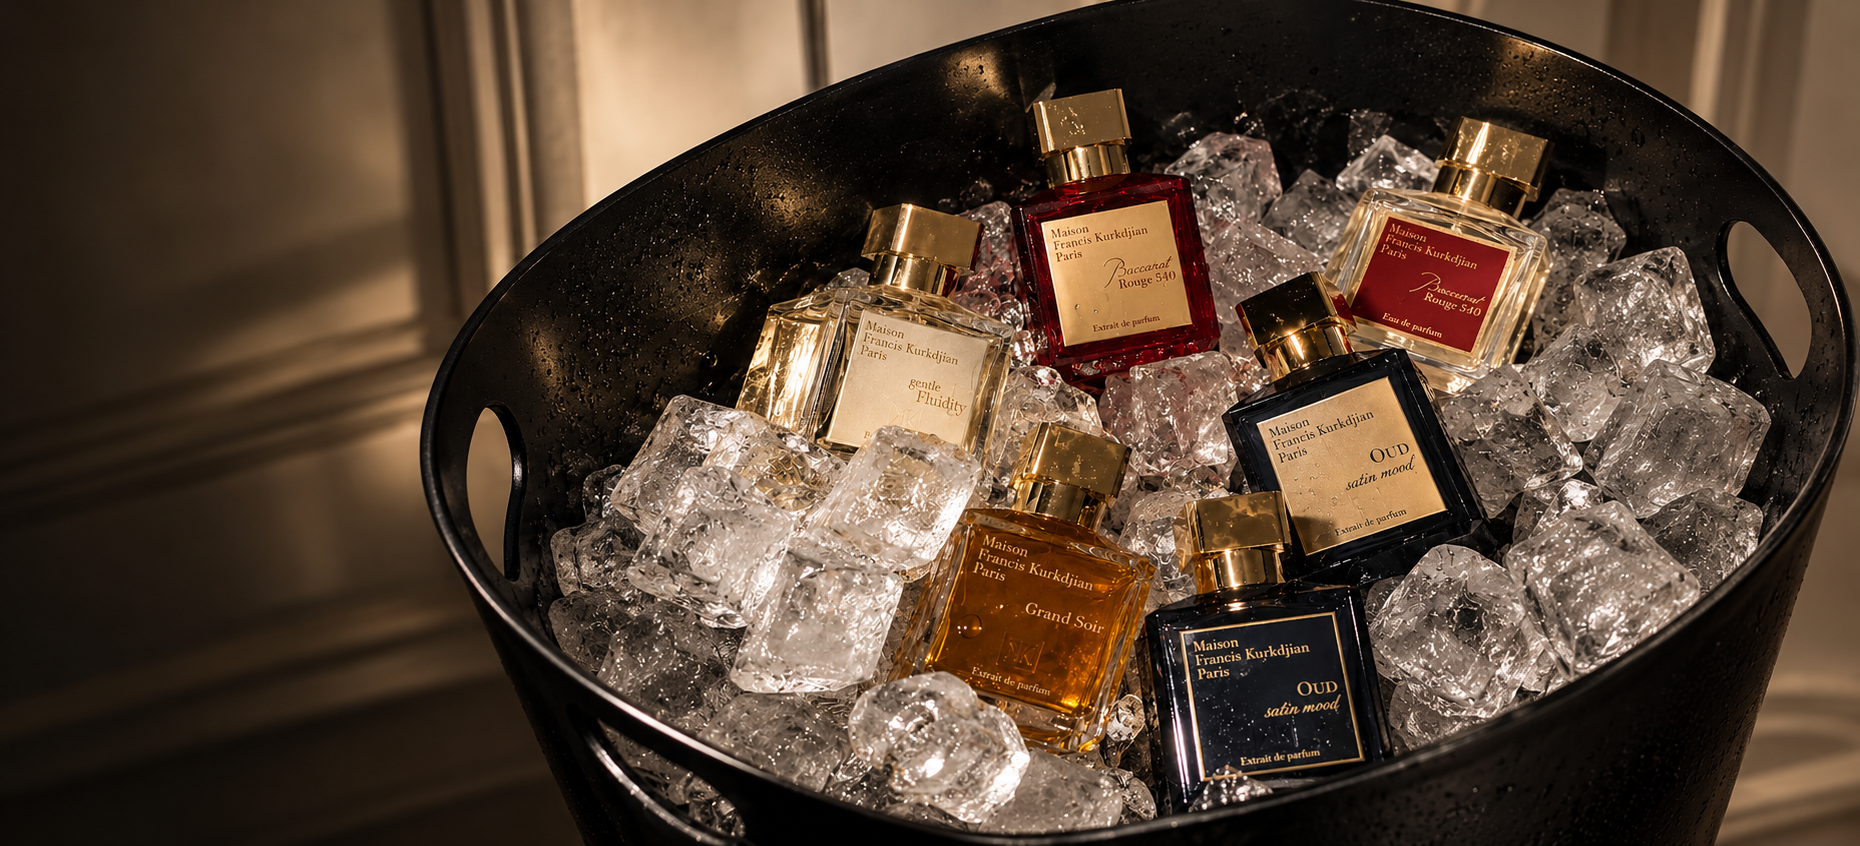 Maison
Francis Kurkdjian
Paris
Baccarat
Rouge 540
Extrait de parfum
Maison
Francis Kurkdjian
Paris
Baccarat
Rouge 540
Eau de parfum
Maison
Francis Kurkdjian
Paris
gentle
Fluidity
Maison
Francis Kurkdjian
Paris
OUD
satin mood
Extrait de parfum
Maison
Francis Kurkdjian
Paris
Grand Soir
Extrait de parfum
Maison
Francis Kurkdjian
Paris
OUD
satin mood
Extrait de parfum